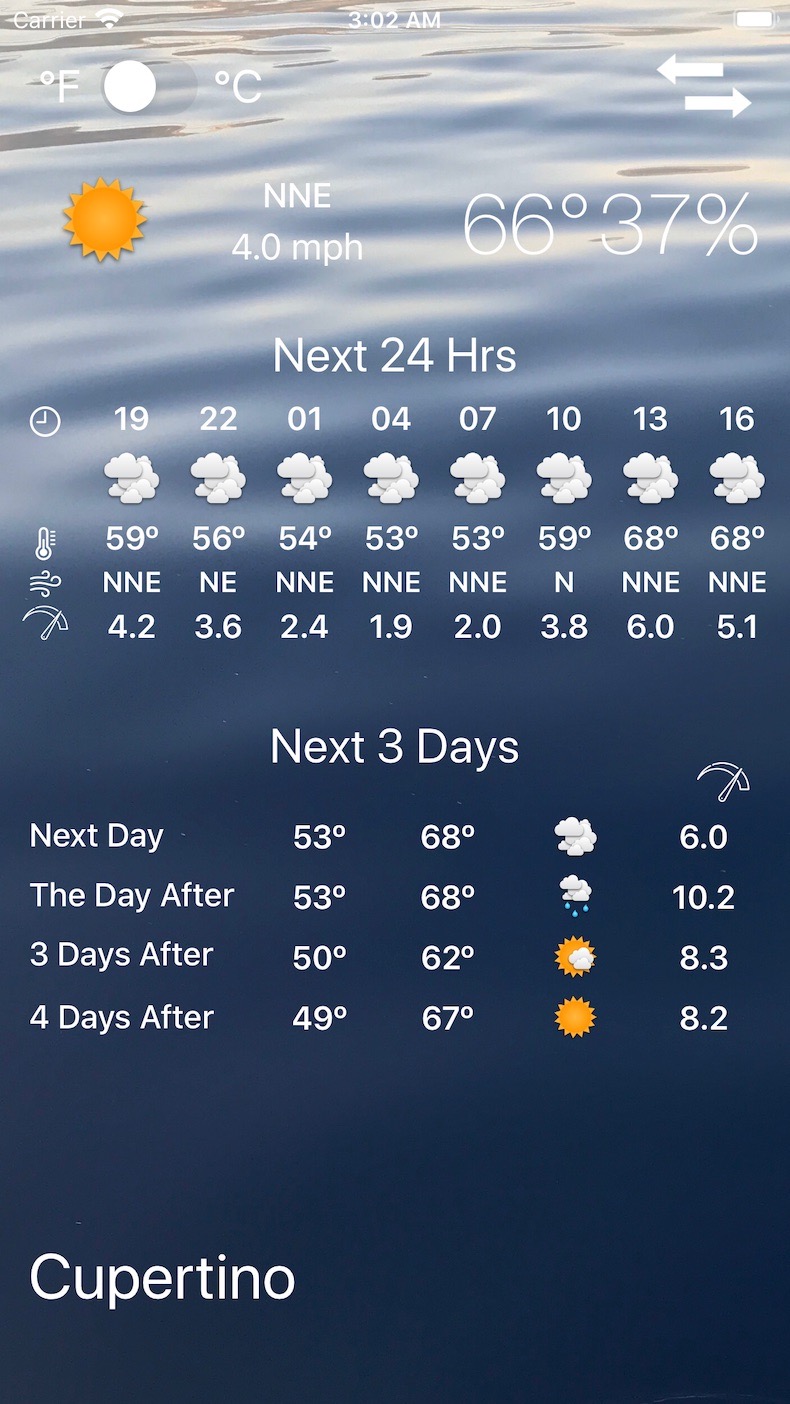 Carrier 3:02 AM
°F °C
NNE
4.0 mph
66° 37%
Next 24 Hrs
19 22 01 04 07 10 13 16
59º 56º 54º 53º 53º 59º 68º 68º
NNE NE NNE NNE NNE N NNE NNE
4.2 3.6 2.4 1.9 2.0 3.8 6.0 5.1
Next 3 Days
Next Day 53º 68º 6.0
The Day After 53º 68º 10.2
3 Days After 50º 62º 8.3
4 Days After 49º 67º 8.2
Cupertino